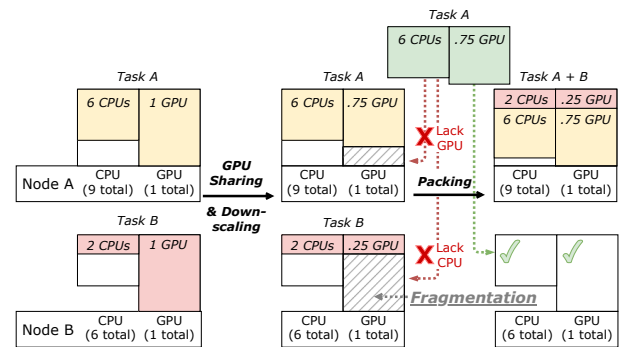 Task A
6 CPUs .75 GPU
Task A
6 CPUs 1 GPU
Task A
6 CPUs .75 GPU
Task A + B
2 CPUs .25 GPU
6 CPUs .75 GPU
Lack
GPU
Node A
CPU
(9 total)
GPU
(1 total)
GPU
Sharing
& Down-
scaling
CPU
(9 total)
GPU
(1 total)
Packing
CPU
(9 total)
GPU
(1 total)
Task B
2 CPUs 1 GPU
Task B
2 CPUs .25 GPU
Lack
CPU
Fragmentation
Node B
CPU
(6 total)
GPU
(1 total)
CPU
(6 total)
GPU
(1 total)
CPU
(6 total)
GPU
(1 total)